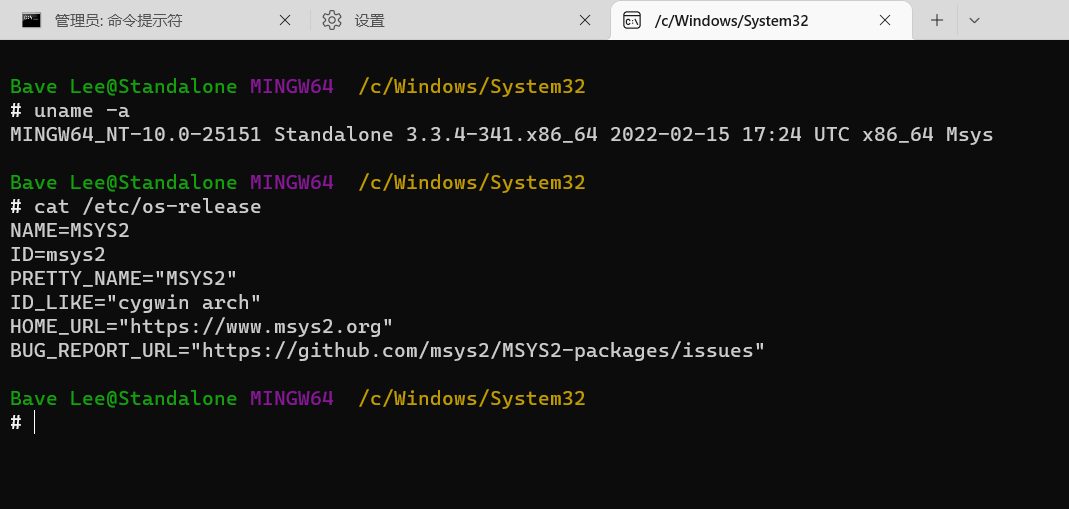 管理员: 命令提示符
设置
/c/Windows/System32
Bave Lee@Standalone MINGW64 /c/Windows/System32
# uname -a
MINGW64_NT-10.0-25151 Standalone 3.3.4-341.x86_64 2022-02-15 17:24 UTC x86_64 Msys
Bave Lee@Standalone MINGW64 /c/Windows/System32
# cat /etc/os-release
NAME=MSYS2
ID=msys2
PRETTY_NAME="MSYS2"
ID_LIKE="cygwin arch"
HOME_URL="https://www.msys2.org"
BUG_REPORT_URL="https://github.com/msys2/MSYS2-packages/issues"
Bave Lee@Standalone MINGW64 /c/Windows/System32
#